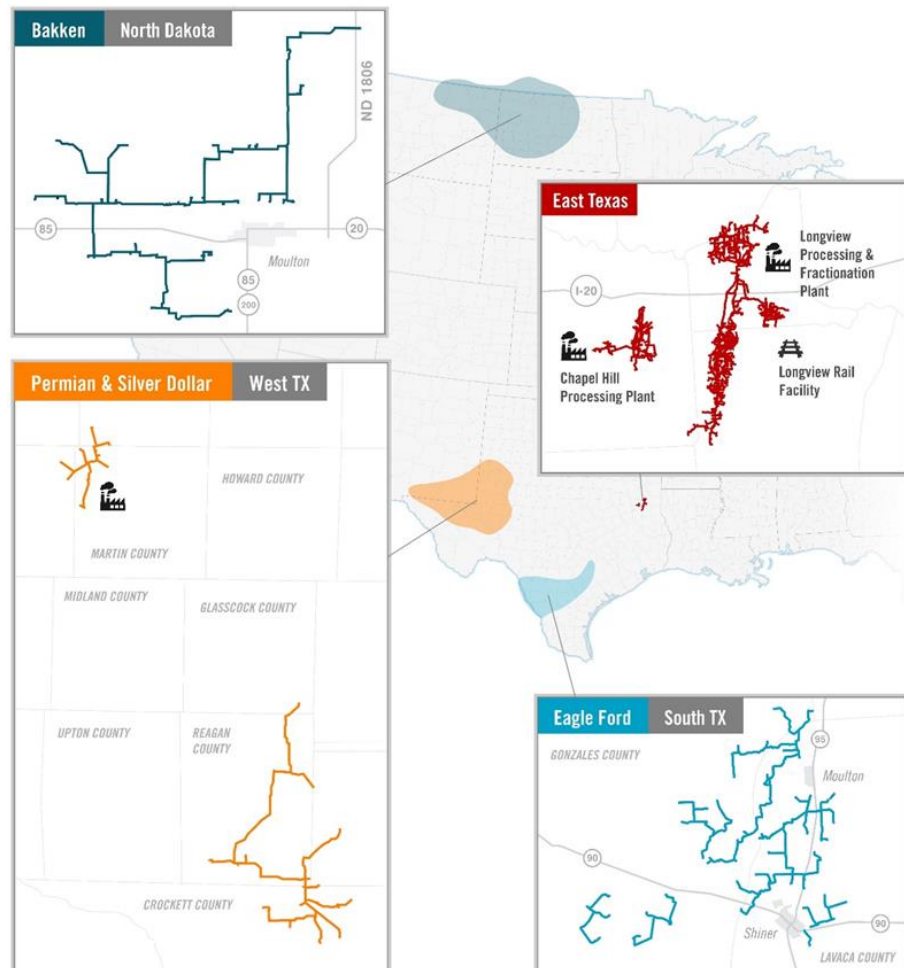 Bakken
North Dakota
ND 1806
85
20
Moulton
85
200
East Texas
Longview
Processing &
Fractionation
Plant
I-20
Chapel Hill
Processing Plant
Longview Rail
Facility
Permian & Silver Dollar
West TX
HOWARD COUNTY
MARTIN COUNTY
MIDLAND COUNTY
GLASSCOCK COUNTY
UPTON COUNTY
REAGAN
COUNTY
CROCKETT COUNTY
Eagle Ford
South TX
GONZALES COUNTY
95
Moulton
90
Shiner
90
LAVACA COUNTY